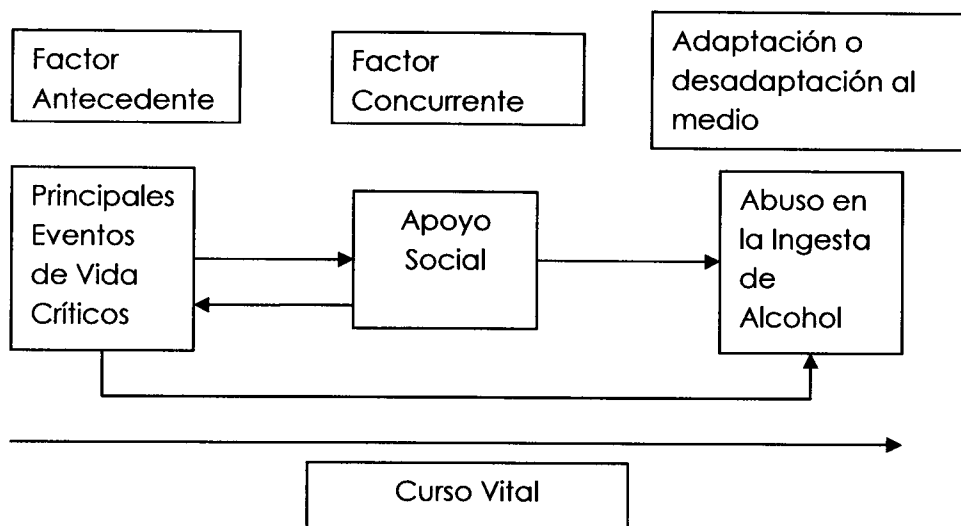 Factor
Antecedente
Factor
Concurrente
Adaptación o
desadaptación al
medio
Principales
Eventos
de Vida
Críticos
Apoyo
Social
Abuso en
la Ingesta
de
Alcohol
Curso Vital